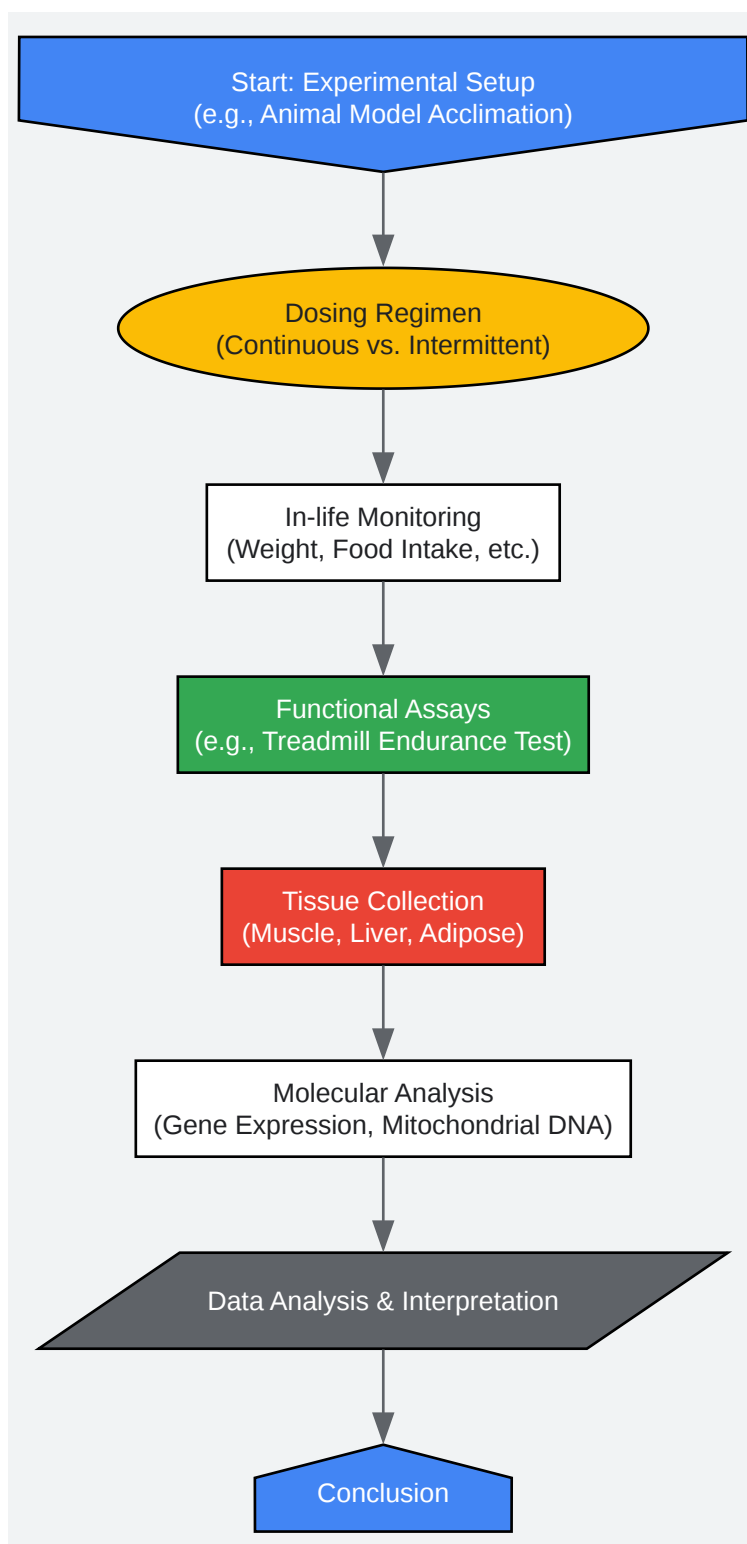 Start: Experimental Setup
(e.g., Animal Model Acclimation)
Dosing Regimen
(Continuous vs. Intermittent)
In-life Monitoring
(Weight, Food Intake, etc.)
Functional Assays
(e.g., Treadmill Endurance Test)
Tissue Collection
(Muscle, Liver, Adipose)
Molecular Analysis
(Gene Expression, Mitochondrial DNA)
Data Analysis & Interpretation
Conclusion